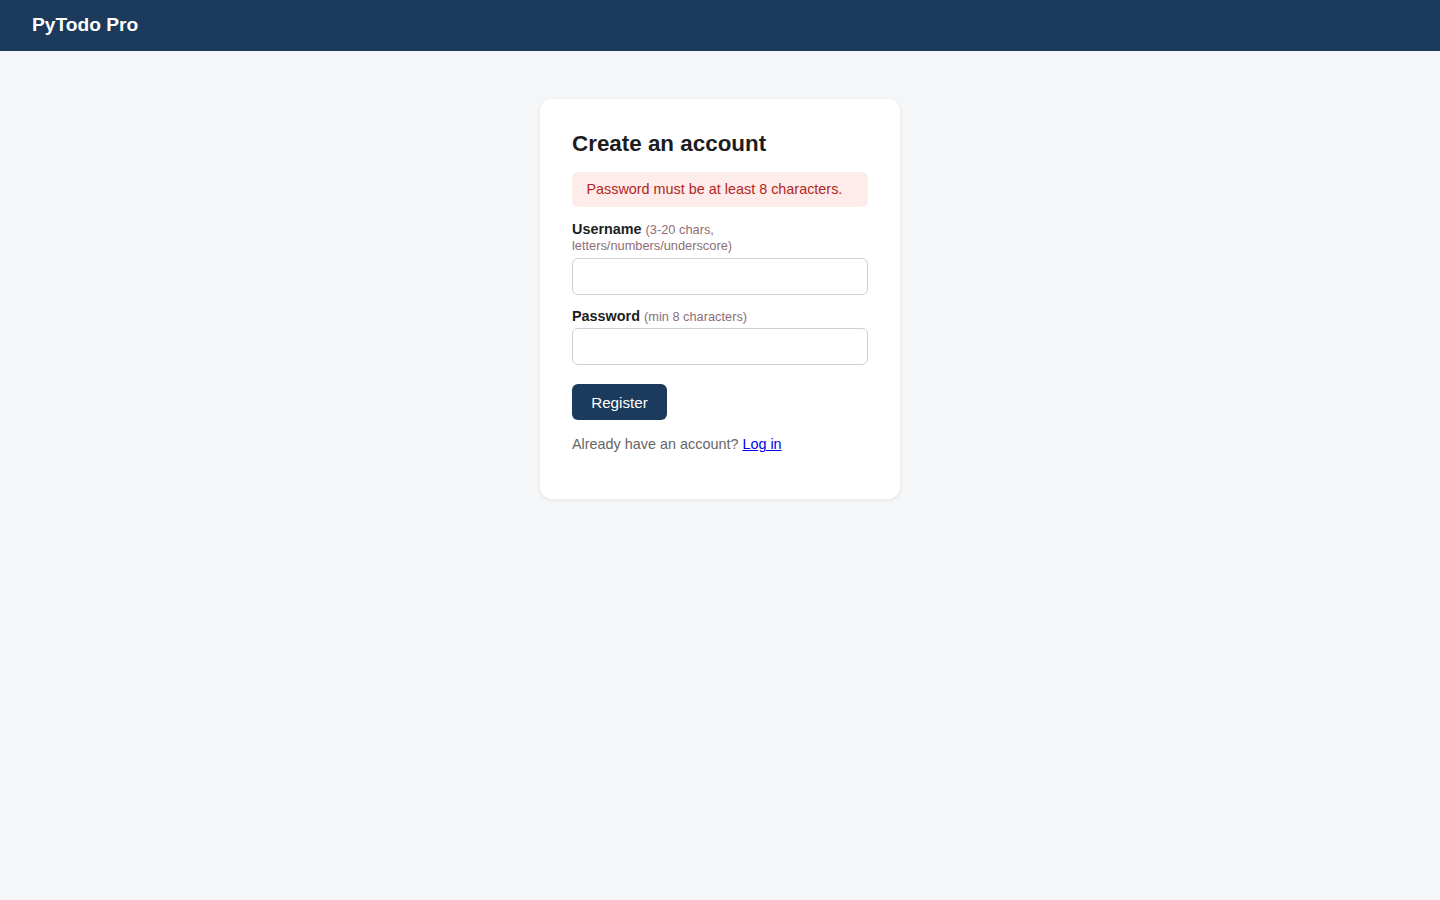 PyTodo Pro
Create an account
Password must be at least 8 characters.
Username (3-20 chars,
letters/numbers/underscore)
Password (min 8 characters)
Register
Already have an account? Log in